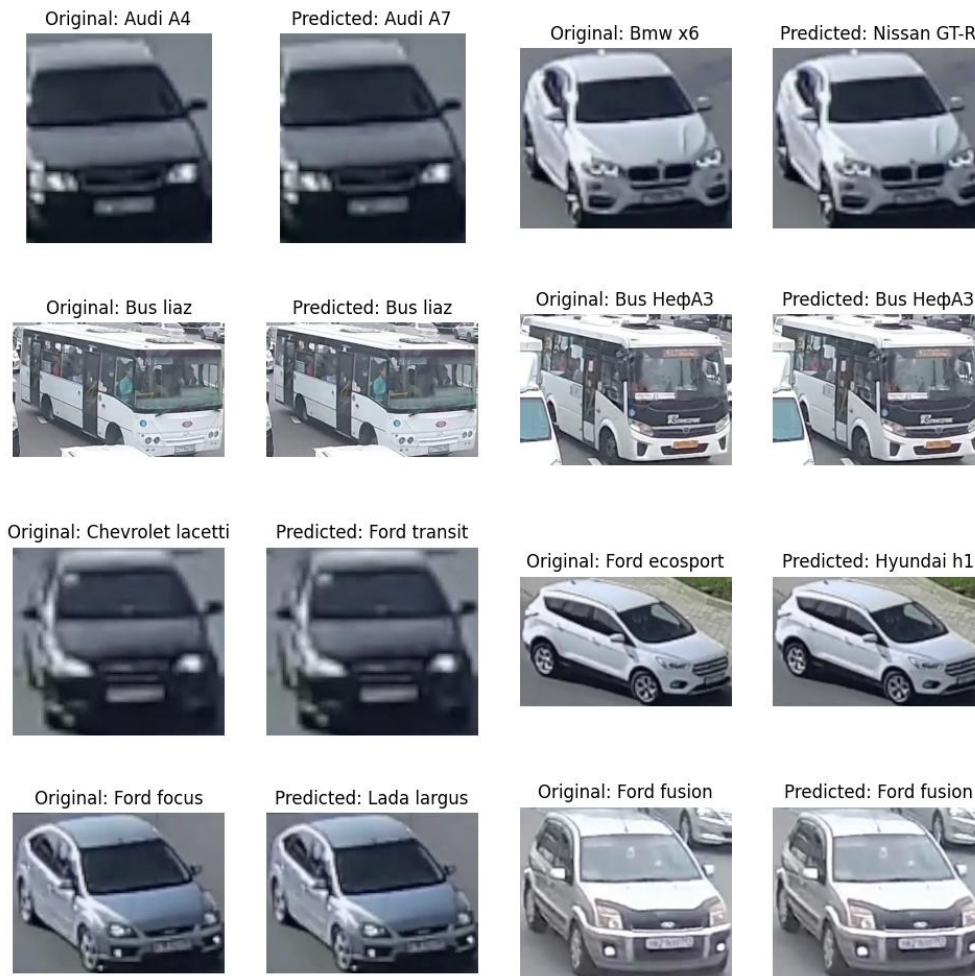 Original: Audi A4
Predicted: Audi A7
Original: Bmw x6
Predicted: Nissan GT-R
Original: Bus liaz
Predicted: Bus liaz
Original: Bus НефАЗ
Predicted: Bus НефАЗ
Original: Chevrolet lacetti
Predicted: Ford transit
Original: Ford ecosport
Predicted: Hyundai h1
Original: Ford focus
Predicted: Lada largus
Original: Ford fusion
Predicted: Ford fusion